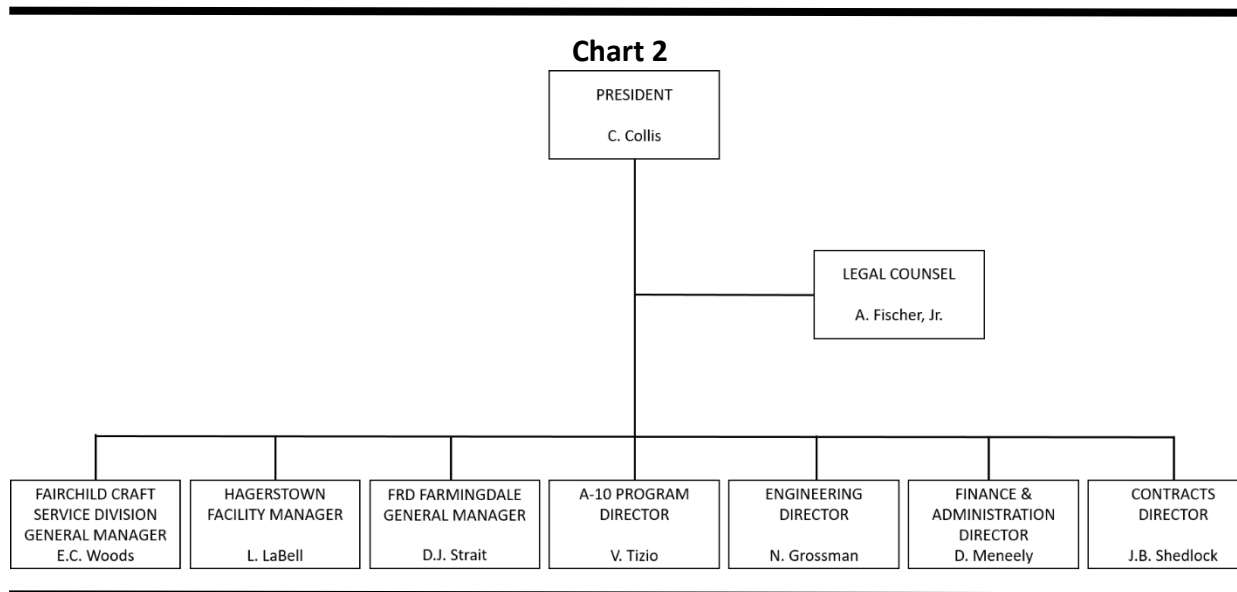 Chart 2
PRESIDENT
C. Collis
LEGAL COUNSEL
A. Fischer, Jr.
FAIRCHILD CRAFT
SERVICE DIVISION
GENERAL MANAGER
E.C. Woods
HAGERSTOWN
FACILITY MANAGER
L. LaBell
FRD FARMINGDALE
GENERAL MANAGER
D.J. Strait
A-10 PROGRAM
DIRECTOR
V. Tizio
ENGINEERING
DIRECTOR
N. Grossman
FINANCE &
ADMINISTRATION
DIRECTOR
D. Meneely
CONTRACTS
DIRECTOR
J.B. Shedlock